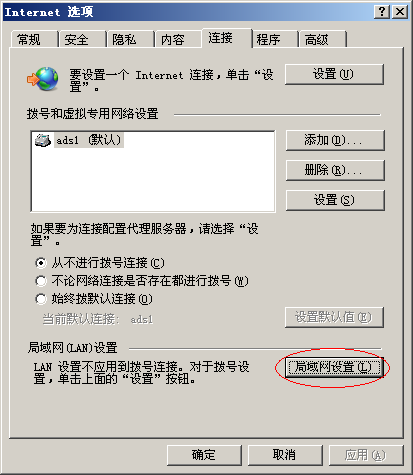 Internet 选项
常规 安全 隐私 内容 连接 程序 高级
要设置一个 Internet 连接，单击“设
置”。
设置(U)
拨号和虚拟专用网络设置
ads1 (默认)
添加(D)...
删除(R)...
设置(S)
如果要为连接配置代理服务器，请选择“设
置”。
从不进行拨号连接(C)
不论网络连接是否存在都进行拨号(W)
始终拨默认连接(O)
当前默认连接: ads1
设置默认值(E)
局域网(LAN)设置
LAN 设置不应用到拨号连接。对于拨号设
置，单击上面的“设置”按钮。
局域网设置(L)
确定 取消 应用(A)